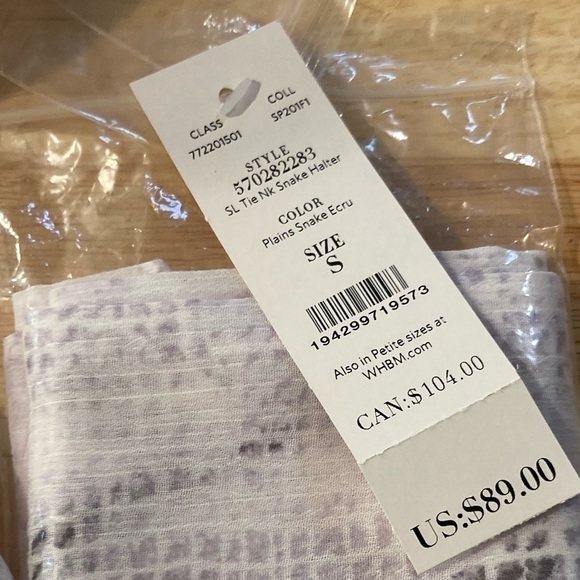 CLASS COLL
772201501 SP201F1
STYLE
570282283
SL Tie Nk Snake Halter
COLOR
Plains Snake Ecru
SIZE
S
194299719573
Also in Petite sizes at
WHBM.com
CAN:$104.00
US:$89.00